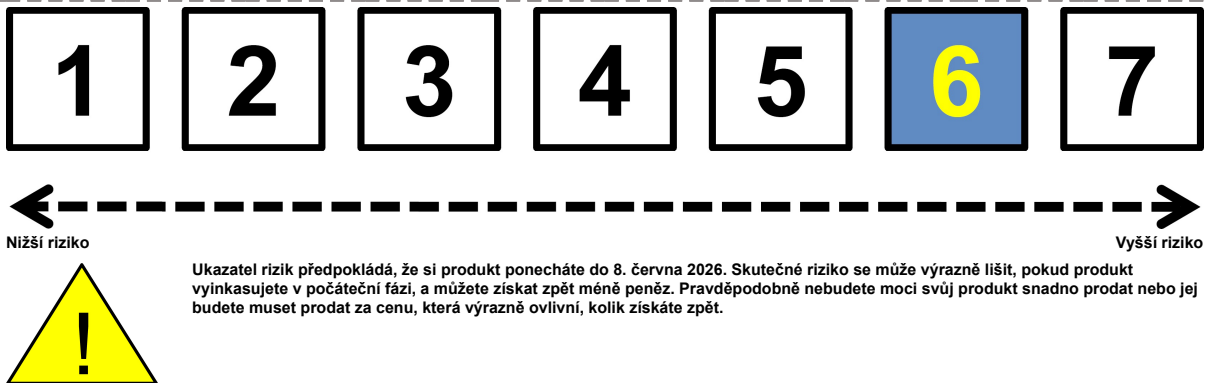 1 2 3 4 5 6 7
Nižší riziko Vyšší riziko
Ukazatel rizik předpokládá, že si produkt ponecháte do 8. června 2026. Skutečné riziko se může výrazně lišit, pokud produkt
vyinkasujete v počáteční fázi, a můžete získat zpět méně peněz. Pravděpodobně nebudete moci svůj produkt snadno prodat nebo jej
budete muset prodat za cenu, která výrazně ovlivní, kolik získáte zpět.
!